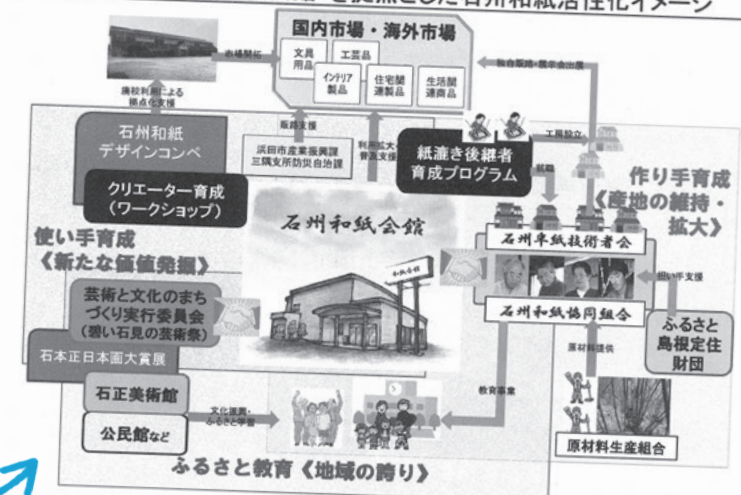 を拠点とした石州和紙活性化イメージ
国内市場・海外市場
文具
用品
工芸品
インテリア
製品
住宅関
連製品
生活関
連商品
市場開拓
独自販路・展示会出展
廃校利用による
拠点化支援
販路支援
利用拡大・
普及支援
工房設立
石州和紙
デザインコンペ
浜田市産業振興課
三隅支所防災自治課
紙漉き後継者
育成プログラム
就職
クリエーター育成
(ワークショップ)
作り手育成
《産地の維持・
拡大》
石州和紙会館
和紙会館
使い手育成
《新たな価値発掘》
石州半紙技術者会
担い手支援
芸術と文化のまち
づくり実行委員会
(碧い石見の芸術祭)
石州和紙協同組合
ふるさと
島根定住
財団
石本正日本画大賞展
原材料提供
教育事業
石正美術館
文化振興・
ふるさと学習
公民館など
原材料生産組合
ふるさと教育《地域の誇り》